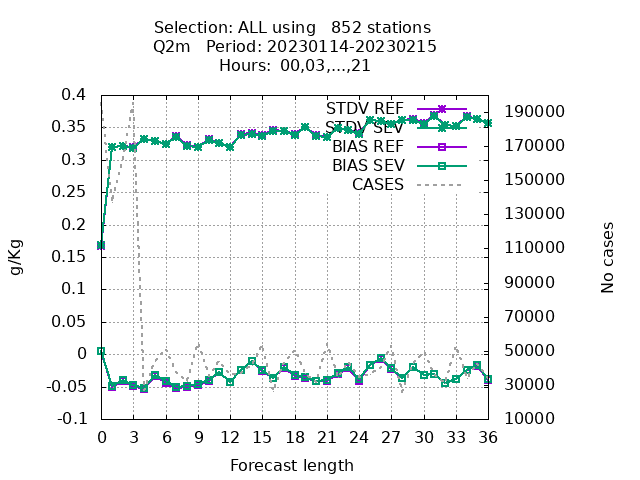 Selection: ALL using   852 stations
Q2m   Period: 20230114-20230215
Hours:  00,03,...,21
STDV REF
STDV SEV
BIAS REF
BIAS SEV
CASES
0.4
0.35
0.3
0.25
0.2
0.15
0.1
0.05
0
-0.05
-0.1
190000
170000
150000
130000
110000
90000
70000
50000
30000
10000
g/Kg
No cases
0 3 6 9 12 15 18 21 24 27 30 33 36
Forecast length